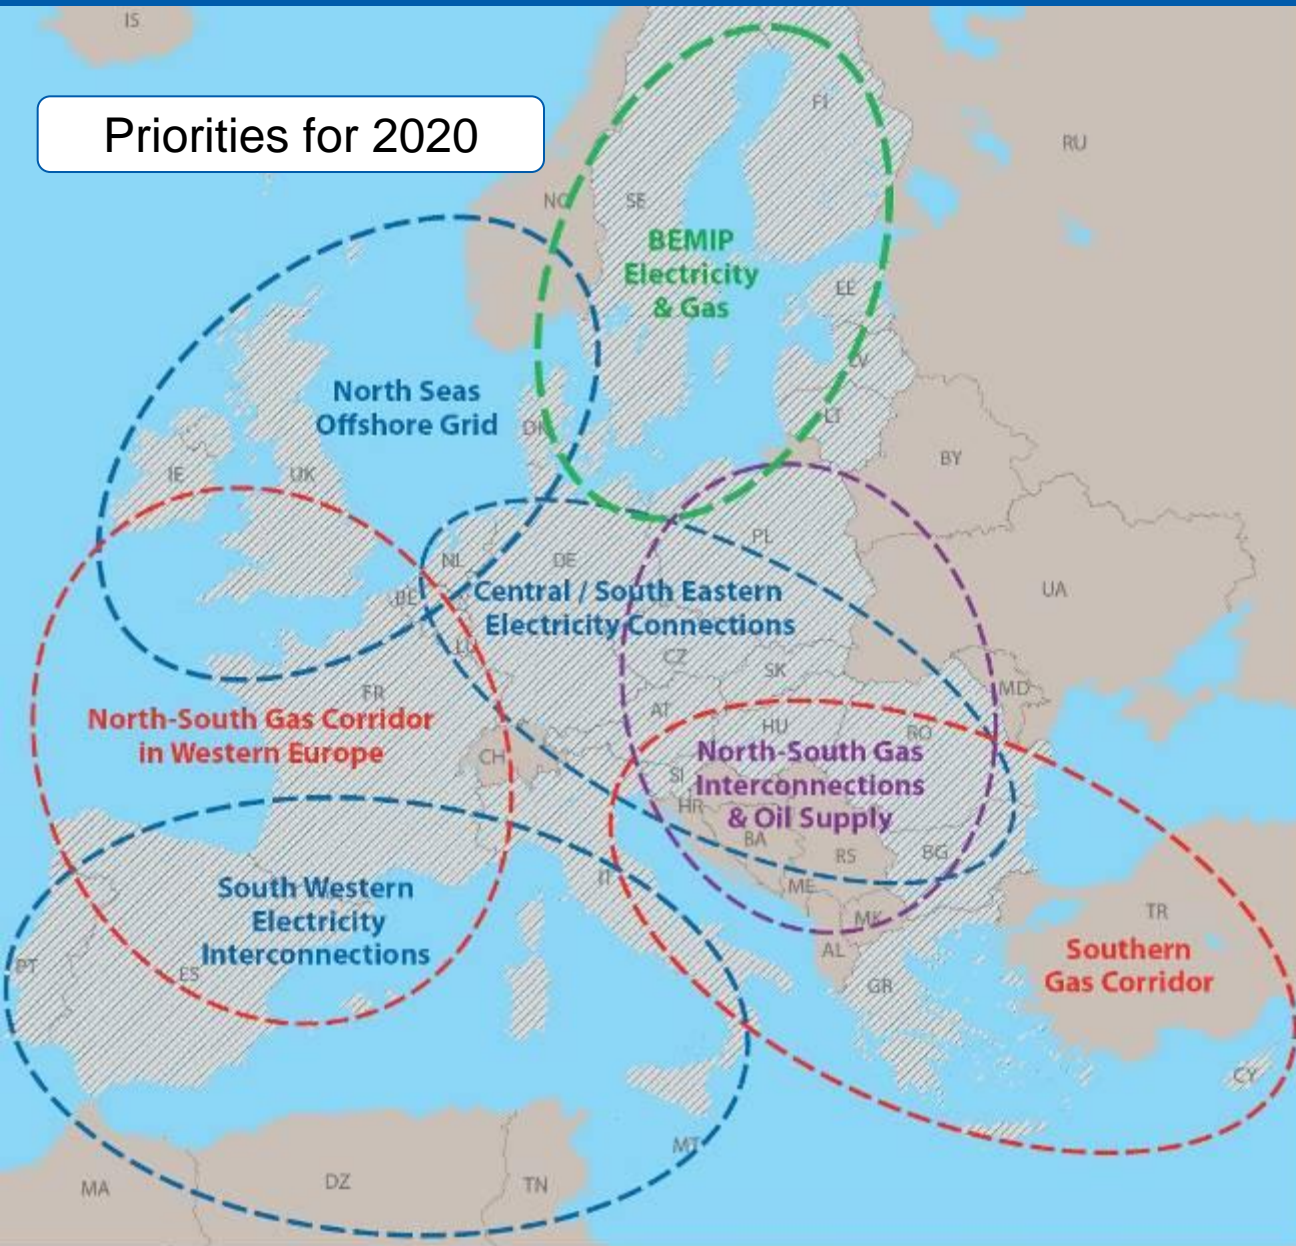 IS
Priorities for 2020
FI
RU
NO
SE
BEMIP
Electricity
& Gas
EE
LV
LT
North Seas
Offshore Grid
DK
IE
UK
BY
PL
NL
DE
UA
BE
Central / South Eastern
Electricity Connections
LU
CZ
SK
MD
FR
AT
HU
RO
North-South Gas Corridor
in Western Europe
CH
North-South Gas
Interconnections
& Oil Supply
SI
HR
BA
RS
BG
IT
ME
MK
South Western
Electricity
Interconnections
TR
AL
Southern
Gas Corridor
PT
ES
GR
CY
MT
MA
DZ
TN